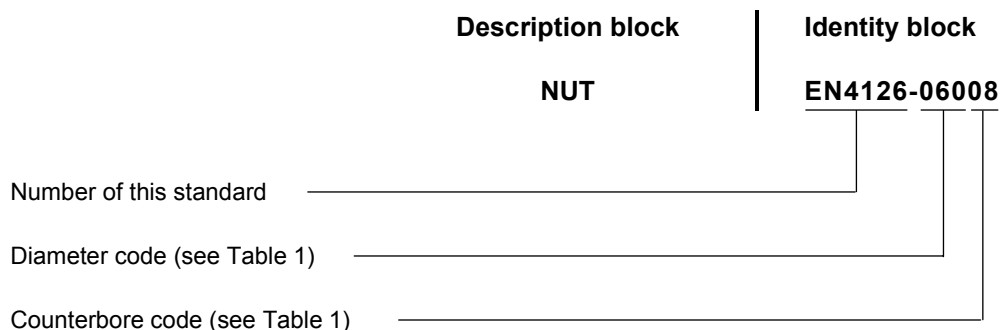 Description block Identity block
NUT EN4126-06008
Number of this standard
Diameter code (see Table 1)
Counterbore code (see Table 1)